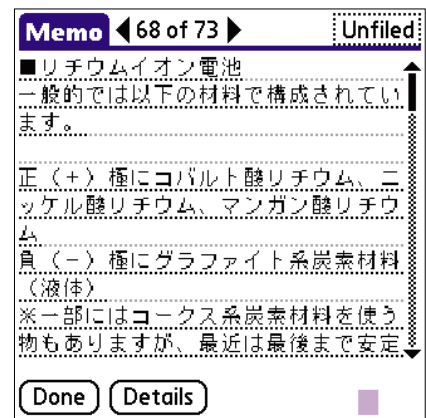 Memo 68 of 73 Unfiled
■リチウムイオン電池
一般的では以下の材料で構成されてい
ます。
正（+）極にコバルト酸リチウム、ニ
ッケル酸リチウム、マンガン酸リチウ
ム
負（-）極にグラファイト系炭素材料
（液体）
※一部にはコークス系炭素材料を使う
物もありますが、最近は最後まで安定
Done Details